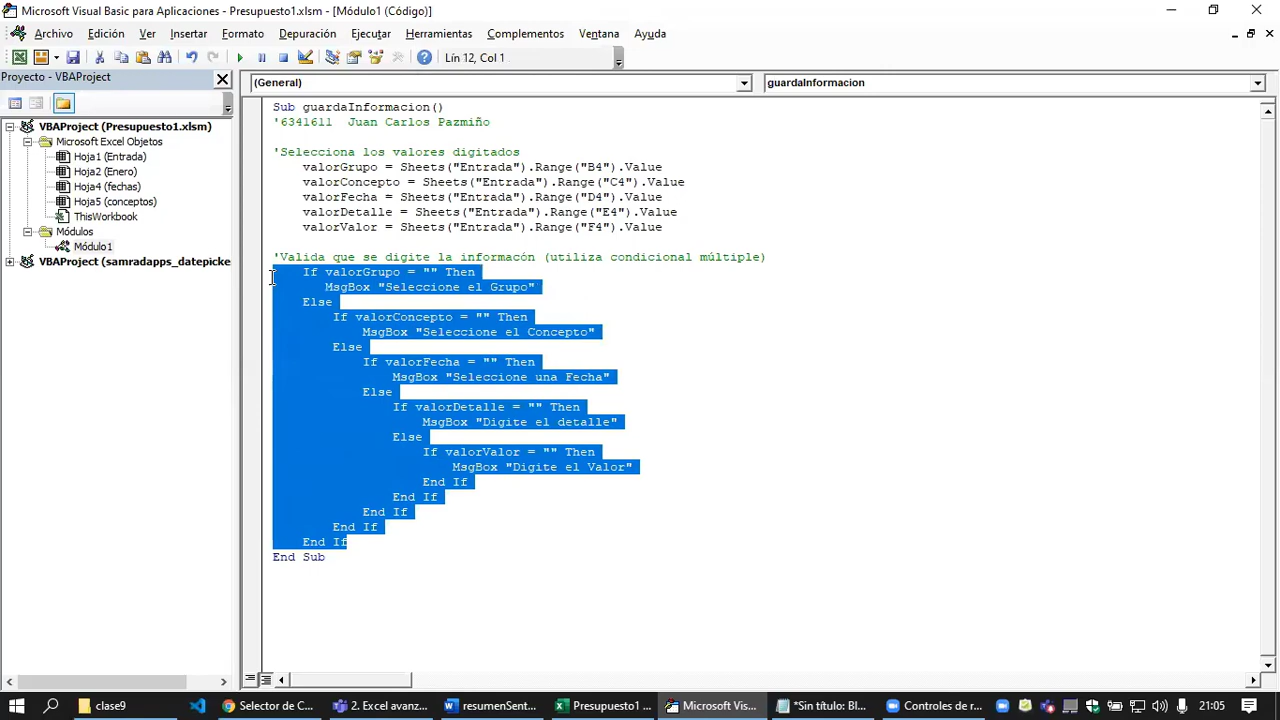 Microsoft Visual Basic para Aplicaciones - Presupuesto1.xlsm - [Módulo1 (Código)]
Archivo Edición Ver Insertar Formato Depuración Ejecutar Herramientas Complementos Ventana Ayuda
Lín 12, Col 1
Proyecto - VBAProject
(General) guardaInformacion
VBAProject (Presupuesto1.xlsm)
Microsoft Excel Objetos
Hoja1 (Entrada)
Hoja2 (Enero)
Hoja4 (fechas)
Hoja5 (conceptos)
ThisWorkbook
Módulos
Módulo1
VBAProject (samradapps_datepicke
Sub guardaInformacion()
'6341611  Juan Carlos Pazmiño
'Selecciona los valores digitados
valorGrupo = Sheets("Entrada").Range("B4").Value
valorConcepto = Sheets("Entrada").Range("C4").Value
valorFecha = Sheets("Entrada").Range("D4").Value
valorDetalle = Sheets("Entrada").Range("E4").Value
valorValor = Sheets("Entrada").Range("F4").Value
'Valida que se digite la informacón (utiliza condicional múltiple)
If valorGrupo = "" Then
MsgBox "Seleccione el Grupo"
Else
If valorConcepto = "" Then
MsgBox "Seleccione el Concepto"
Else
If valorFecha = "" Then
MsgBox "Seleccione una Fecha"
Else
If valorDetalle = "" Then
MsgBox "Digite el detalle"
Else
If valorValor = "" Then
MsgBox "Digite el Valor"
End If
End If
End If
End If
End If
End Sub
clase9 Selector de C... 2. Excel avanz... resumenSent... Presupuesto1 ... Microsoft Vis... *Sin título: Bl... Controles de r... 21:05